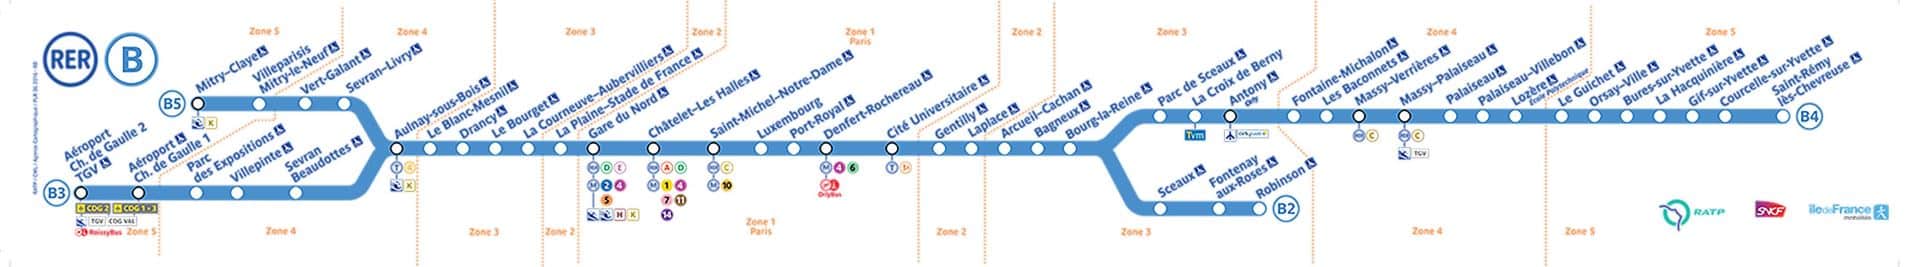 RER B
Zone 5
Zone 4
Zone 3
Zone 2
Zone 1
Paris
Zone 2
Zone 3
Zone 4
Zone 5
B5
Mitry–Claye
Villeparisis
Mitry-le-Neuf
Vert-Galant
Sevran–Livry
B3
Aéroport
Ch. de Gaulle 2
TGV
Aéroport
Ch. de Gaulle 1
Parc
des Expositions
Villepinte
Sevran
Beaudottes
Aulnay-sous-Bois
Le Blanc-Mesnil
Drancy
Le Bourget
La Courneuve–Aubervilliers
La Plaine–Stade de France
Gare du Nord
Châtelet–Les Halles
Saint-Michel–Notre-Dame
Luxembourg
Port-Royal
Denfert-Rochereau
Cité Universitaire
Gentilly
Laplace
Arcueil–Cachan
Bagneux
Bourg-la-Reine
Parc de Sceaux
La Croix de Berny
Antony
Orly
Fontaine-Michalon
Les Baconnets
Massy–Verrières
Massy–Palaiseau
Palaiseau
Palaiseau–Villebon
Lozère
École Polytechnique
Le Guichet
Orsay–Ville
Bures-sur-Yvette
La Hacquinière
Gif-sur-Yvette
Courcelle-sur-Yvette
Saint-Rémy
lès-Chevreuse
B4
Sceaux
Fontenay
aux-Roses
Robinson
B2
K
CDG 2 CDG 1 • 3
TGV CDG VAL
RoissyBus
T
K
RER D E
M 2 4
5
H K
RER A D
M 1 4
7 11
14
RER C
M 10
M 4 6
OrlyBus
T
Tvm
RER C
RER C
TGV
Zone 5
Zone 4
Zone 3
Zone 2
Zone 1
Paris
Zone 2
Zone 3
Zone 4
Zone 5
RATP
SNCF
îledeFrance
mobilités